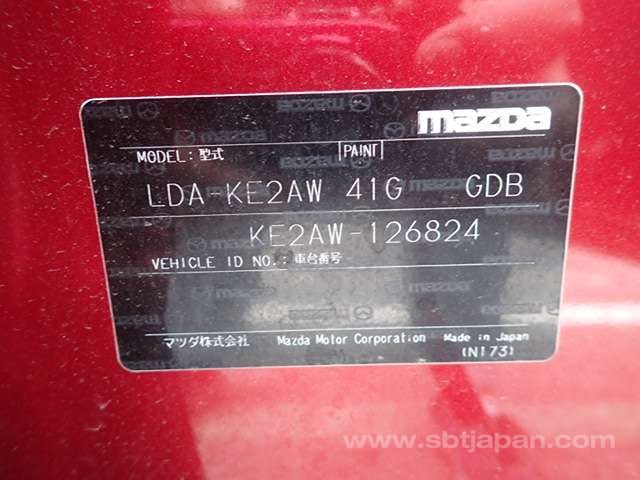 mazda
MODEL: 型式 PAINT
LDA-KE2AW 41G GDB
KE2AW-126824
VEHICLE ID NO.: 車台番号
マツダ株式会社 Mazda Motor Corporation Made in Japan
(N173)
www.sbtjapan.com